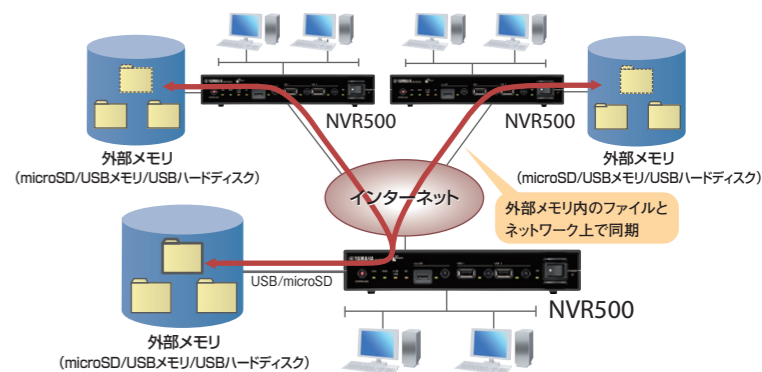 YAMAHA
YAMAHA
NVR500
NVR500
外部メモリ
(microSD/USBメモリ/USBハードディスク)
外部メモリ
(microSD/USBメモリ/USBハードディスク)
インターネット
外部メモリ内のファイルと
ネットワーク上で同期
YAMAHA
USB/microSD
NVR500
外部メモリ
(microSD/USBメモリ/USBハードディスク)